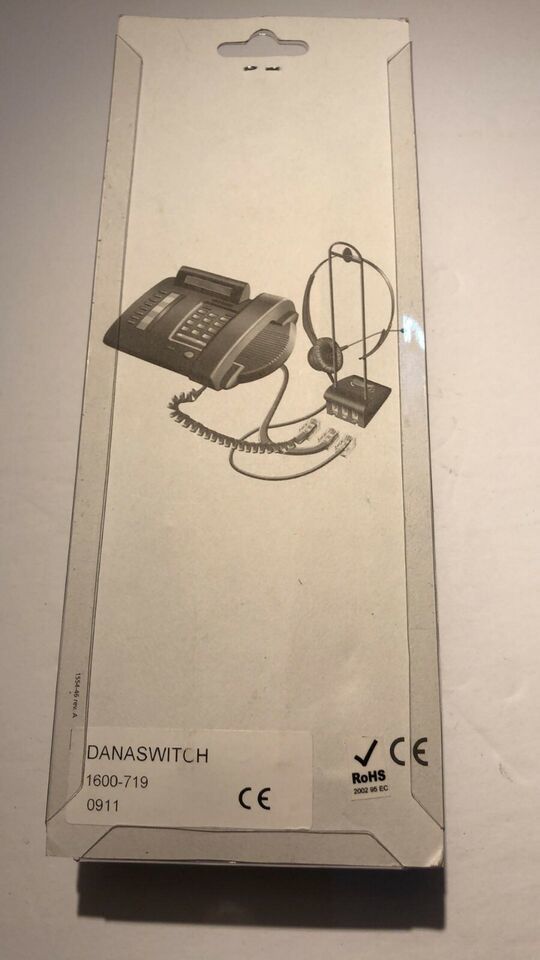 1554-46 rev. A
DANASWITCH
1600-719
0911
CE
RoHS
2002 95 EC
CE